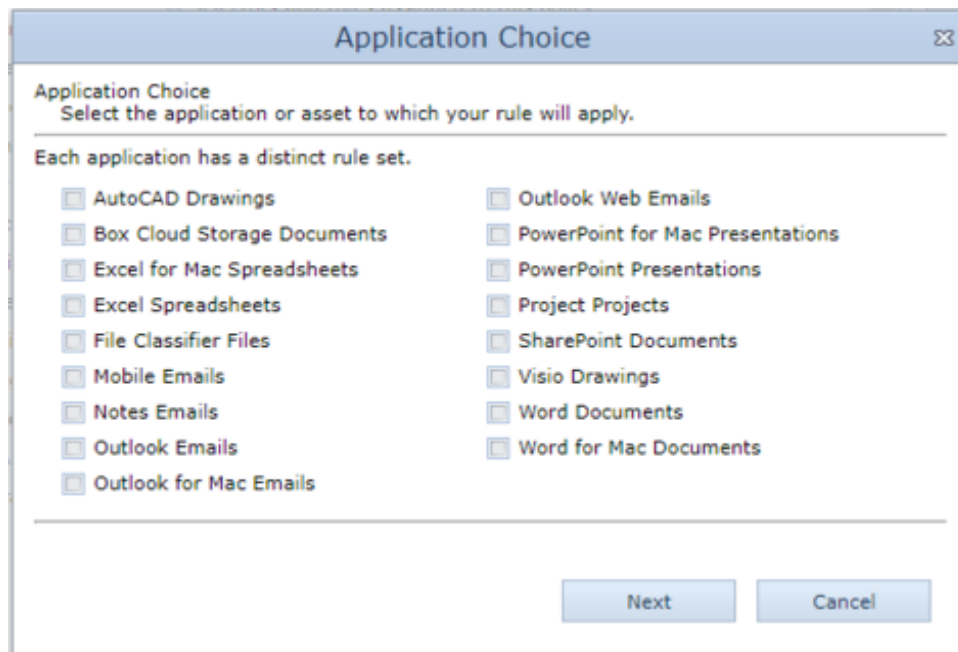 Application Choice
Application Choice
Select the application or asset to which your rule will apply.
Each application has a distinct rule set.
AutoCAD Drawings
Box Cloud Storage Documents
Excel for Mac Spreadsheets
Excel Spreadsheets
File Classifier Files
Mobile Emails
Notes Emails
Outlook Emails
Outlook for Mac Emails
Outlook Web Emails
PowerPoint for Mac Presentations
PowerPoint Presentations
Project Projects
SharePoint Documents
Visio Drawings
Word Documents
Word for Mac Documents
Next
Cancel